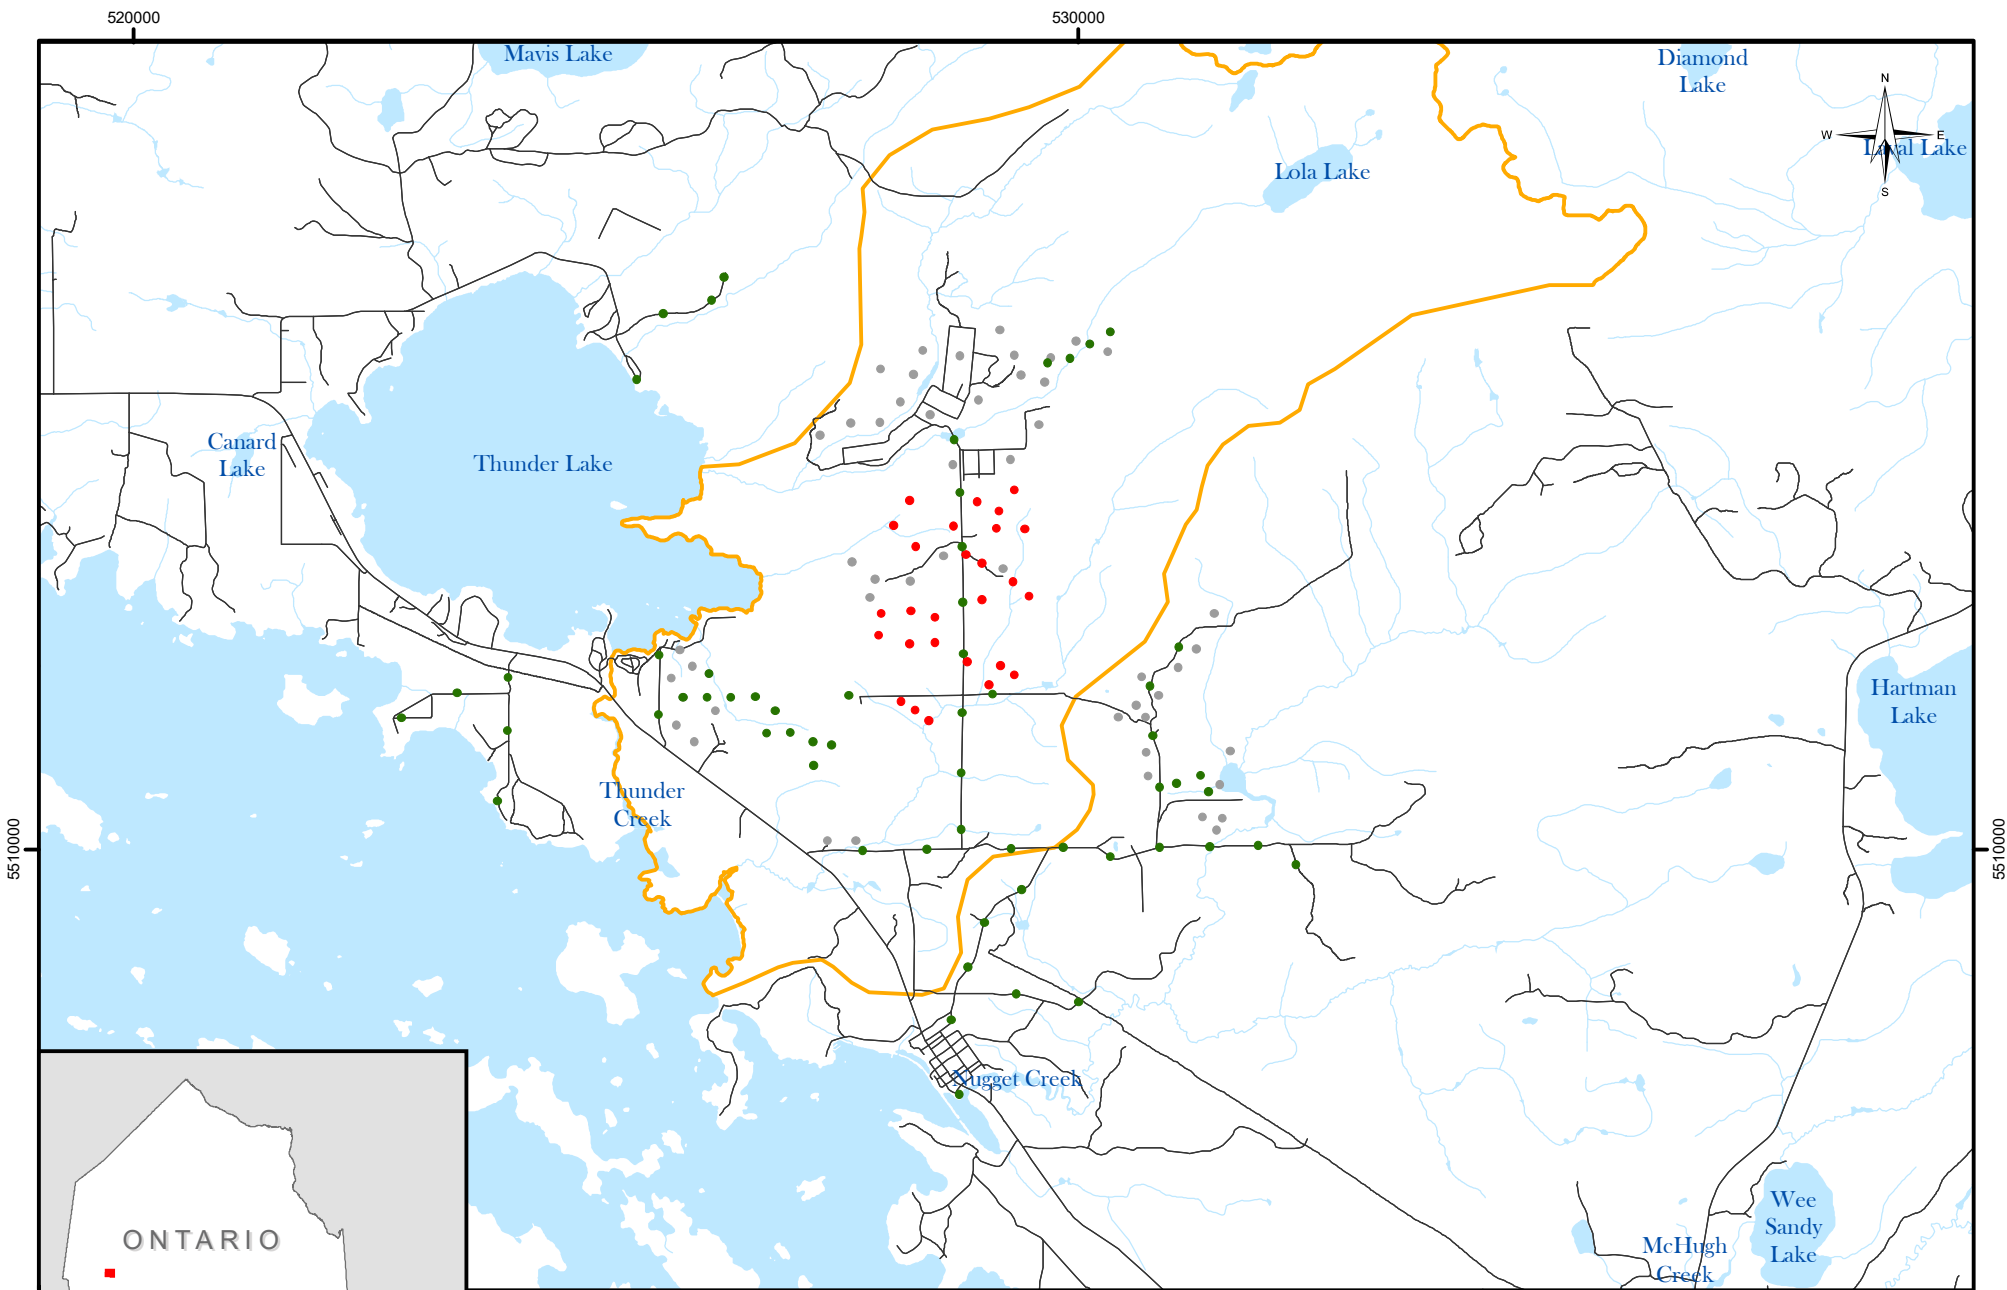 520000
530000
Mavis Lake
Diamond
Lake
N
W
E
S
Laval Lake
Lola Lake
Canard
Lake
Thunder Lake
Hartman
Lake
Thunder
Creek
5510000
5510000
Nugget Creek
ONTARIO
Wee
Sandy
Lake
McHugh
Creek